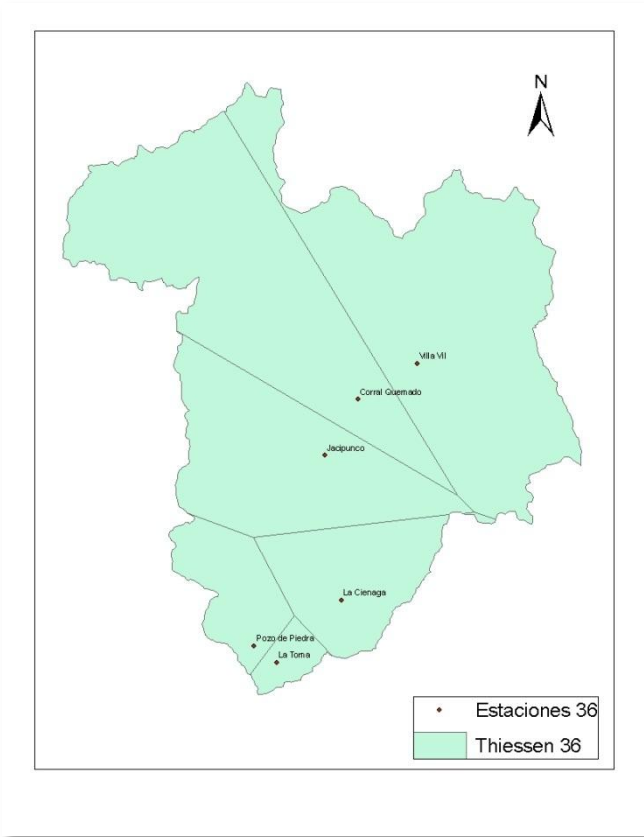 N
Villa Vil
Corral Quemado
Jacipunco
La Cienaga
Pozo de Piedra
La Toma
Estaciones 36
Thiessen 36